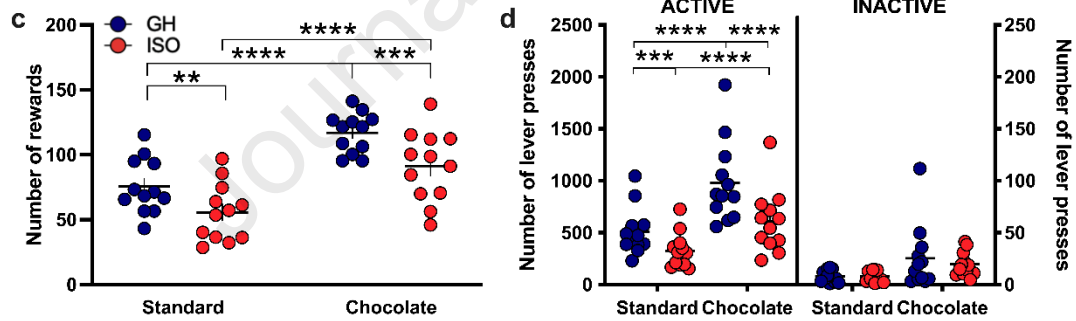 c
GH
ISO
Number of rewards
200
150
100
50
0
****
****
***
**
Standard
Chocolate
Journal
d
ACTIVE
INACTIVE
Number of lever presses
2500
2000
1500
1000
500
0
****
****
***
****
250
200
150
100
50
0
Number of lever presses
Standard Chocolate
Standard Chocolate